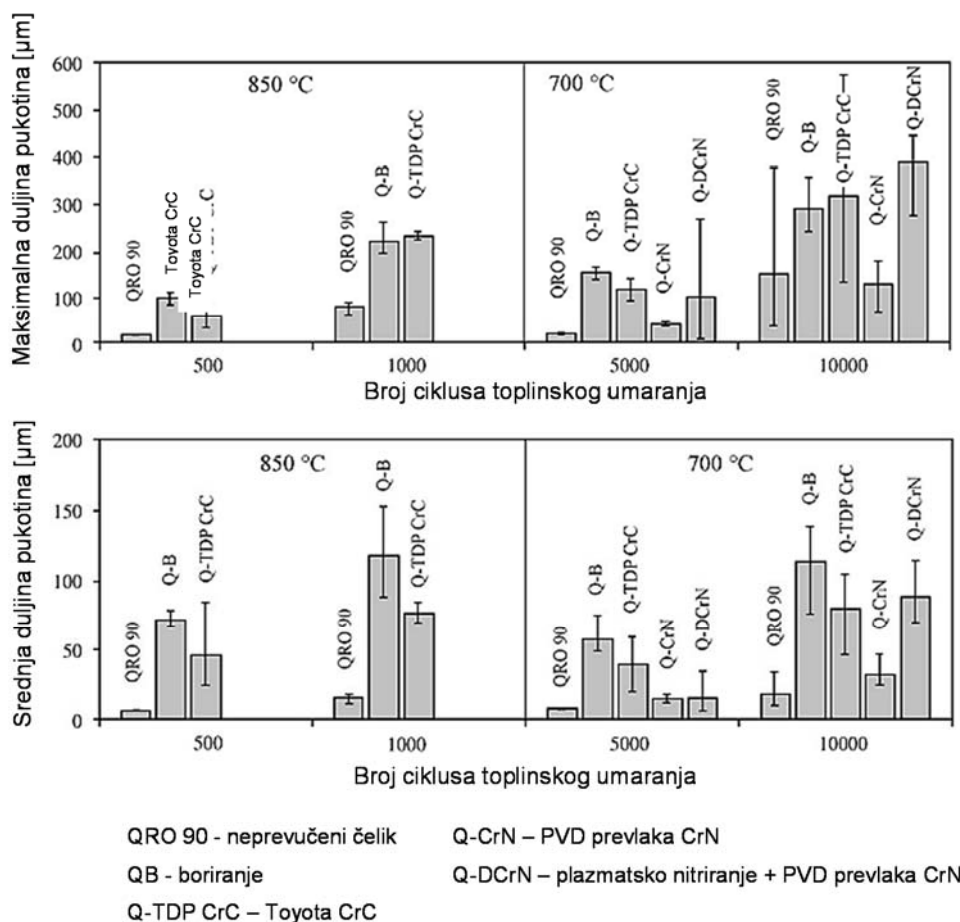 Maksimalna duljina pukotina [µm]
600
500
400
300
200
100
0
850 °C
700 °C
QRO 90
Toyota CrC
Toyota CrC
C
QRO 90
Q-B
Q-TDP CrC
QRO 90
Q-B
Q-TDP CrC
Q-CrN
Q-DCrN
QRO 90
Q-B
Q-TDP CrC
Q-CrN
Q-DCrN
500
1000
5000
10000
Broj ciklusa toplinskog umaranja
Srednja duljina pukotina [µm]
200
150
100
50
0
850 °C
700 °C
QRO 90
Q-B
Q-TDP CrC
QRO 90
Q-B
Q-TDP CrC
QRO 90
Q-B
Q-TDP CrC
Q-CrN
Q-DCrN
QRO 90
Q-B
Q-TDP CrC
Q-CrN
Q-DCrN
500
1000
5000
10000
Broj ciklusa toplinskog umaranja
QRO 90 - neprevučeni čelik
Q-CrN – PVD prevlaka CrN
QB - boriranje
Q-DCrN – plazmatsko nitriranje + PVD prevlaka CrN
Q-TDP CrC – Toyota CrC